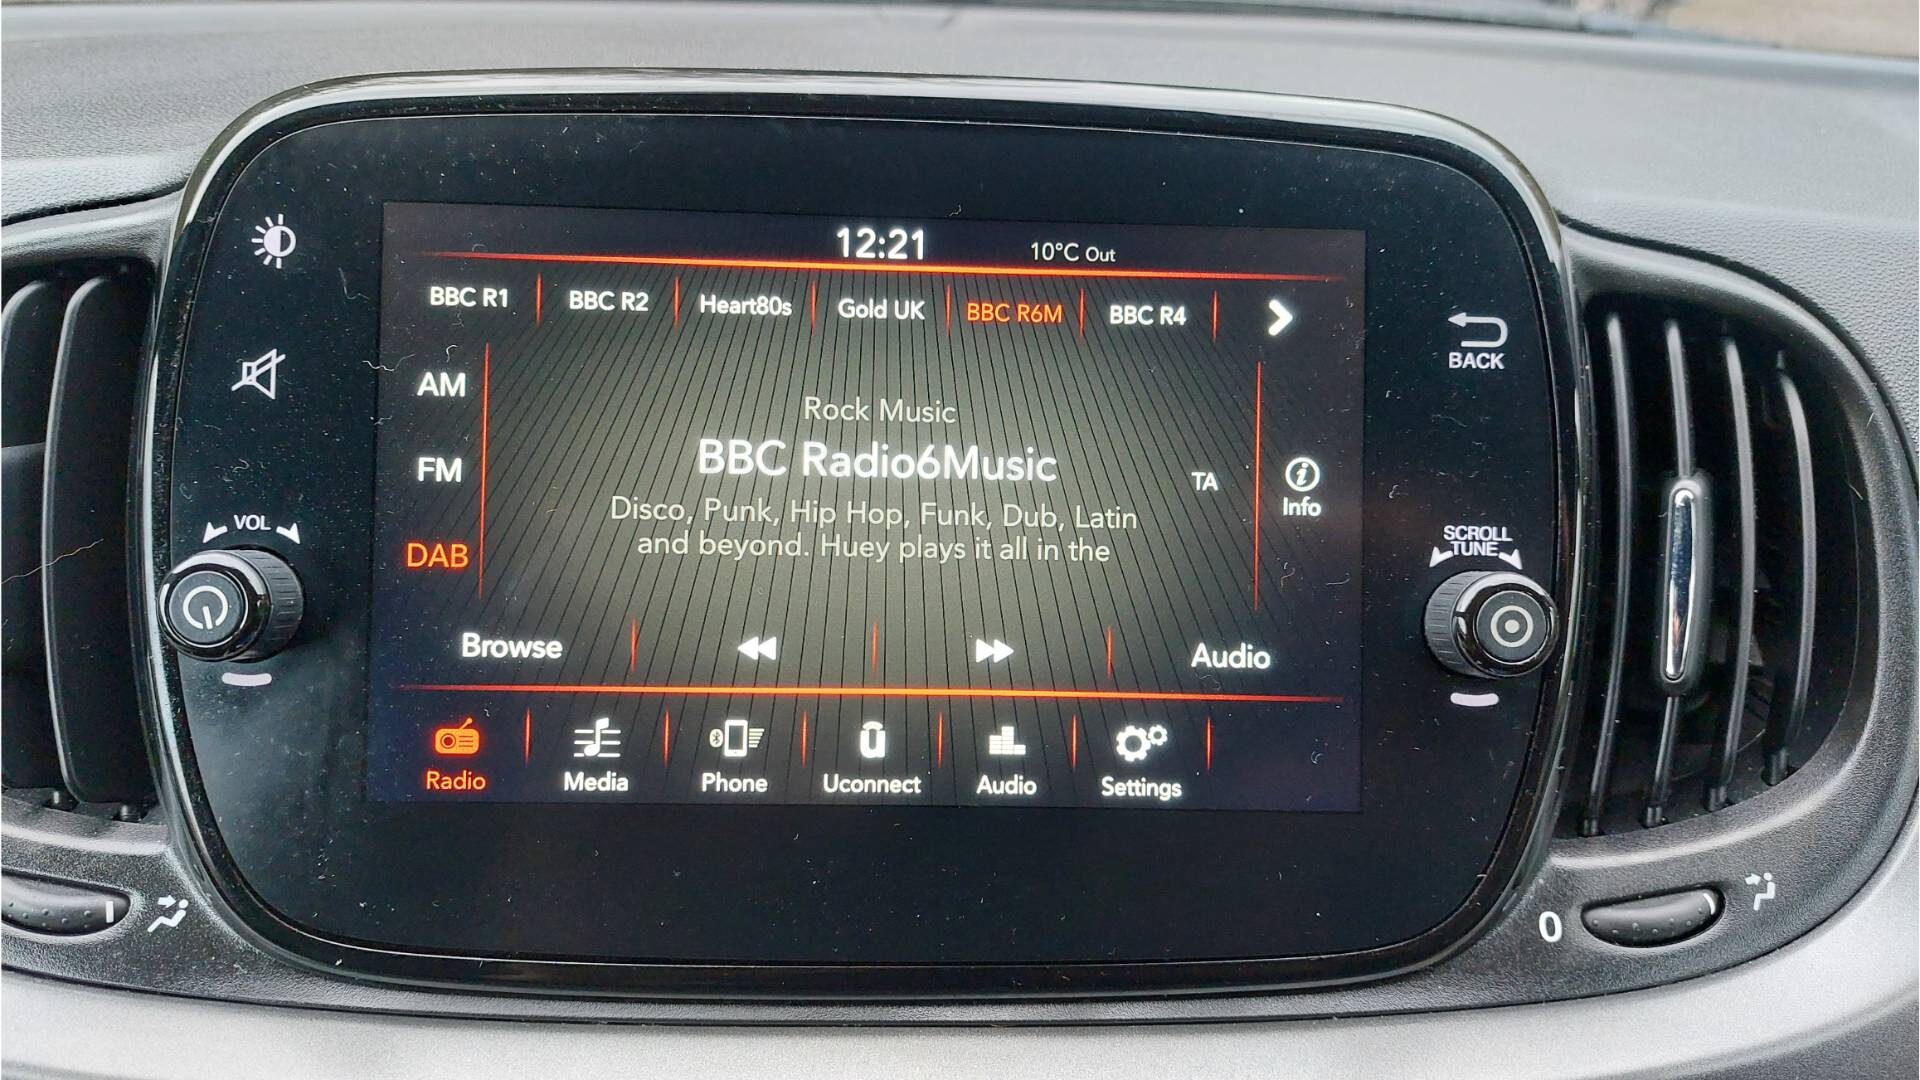 12:21
10°C Out
BBC R1
BBC R2
Heart80s
Gold UK
BBC R6M
BBC R4
AM
FM
DAB
Rock Music
BBC Radio6Music
Disco, Punk, Hip Hop, Funk, Dub, Latin
and beyond. Huey plays it all in the
TA
Info
BACK
VOL
SCROLL
TUNE
Browse
Audio
Radio
Media
Phone
Uconnect
Audio
Settings
0